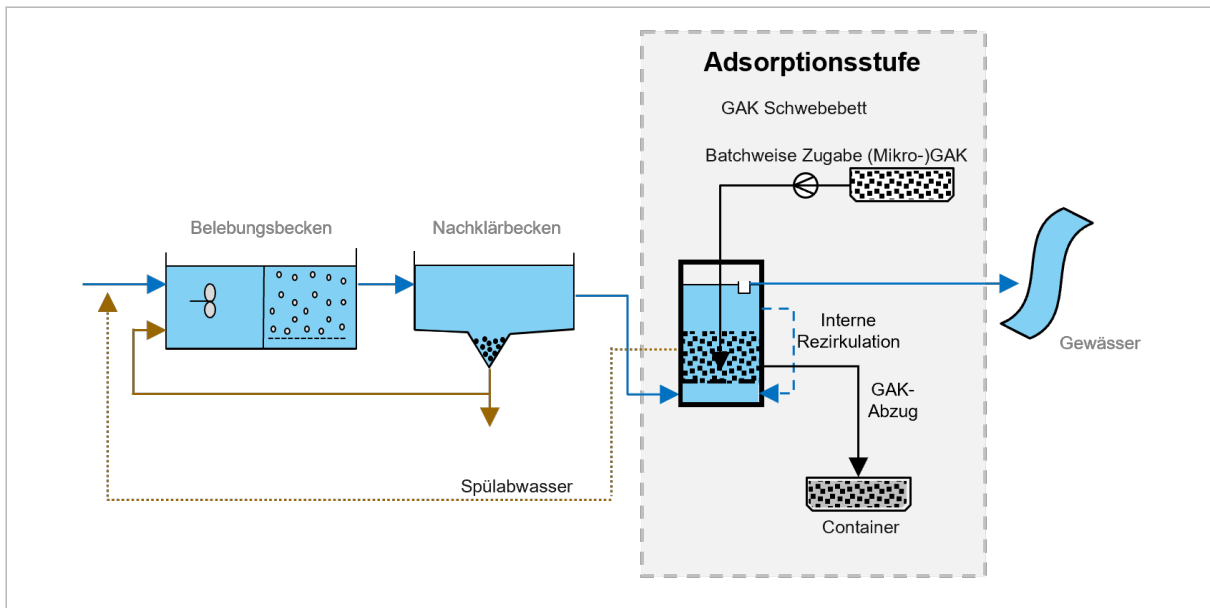 Adsorptionsstufe
GAK Schwebebett
Batchweise Zugabe (Mikro-)GAK
Belebungsbecken
Nachklärbecken
Interne
Rezirkulation
Gewässer
GAK-
Abzug
Spülabwasser
Container